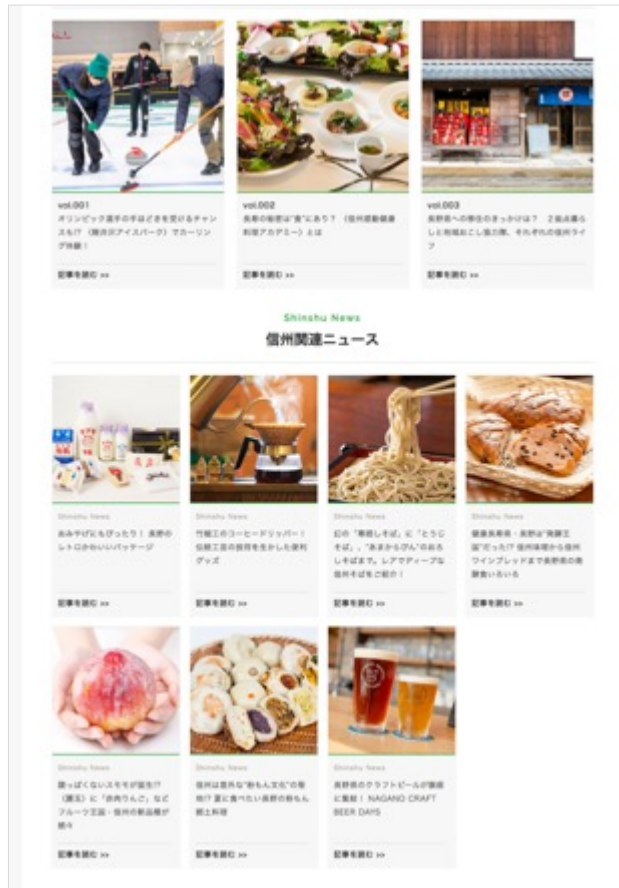 vol.001
オリンピック選手の手ほどきを受けるチャン
スも!? 〈軽井沢アイスパーク〉でカーリン
グ体験！
記事を読む >>
vol.002
長寿の秘密は“食”にあり？ 〈信州感動健康
料理アカデミー〉とは
記事を読む >>
vol.003
長野県への移住のきっかけは？　2拠点暮ら
しと地域おこし協力隊、それぞれの信州ライ
フ
記事を読む >>
Shinshu News
信州関連ニュース
Shinshu News
おみやげにもぴったり！ 長野の
レトロかわいいパッケージ
記事を読む >>
Shinshu News
竹細工のコーヒードリッパー！
伝統工芸の技術を生かした便利
グッズ
記事を読む >>
Shinshu News
幻の「寒晒しそば」に「とうじ
そば」、“あまからぴん”のおろ
しそばまで。レアでディープな
信州そばをご紹介！
記事を読む >>
Shinshu News
健康長寿県・長野は“発酵王
国”だった!? 信州味噌から信州
ワインブレッドまで長野県の発
酵食いろいろ
記事を読む >>
Shinshu News
酸っぱくないスモモが誕生!?
に「赤肉りんご」など
フルーツ王国・信州の新品種が
続々
記事を読む >>
Shinshu News
信州は意外な“粉もん文化”の聖
地!? 夏に食べたい長野の粉もん
郷土料理
記事を読む >>
Shinshu News
長野県のクラフトビールが銀座
に集結！ NAGANO CRAFT
BEER DAYS
記事を読む >>